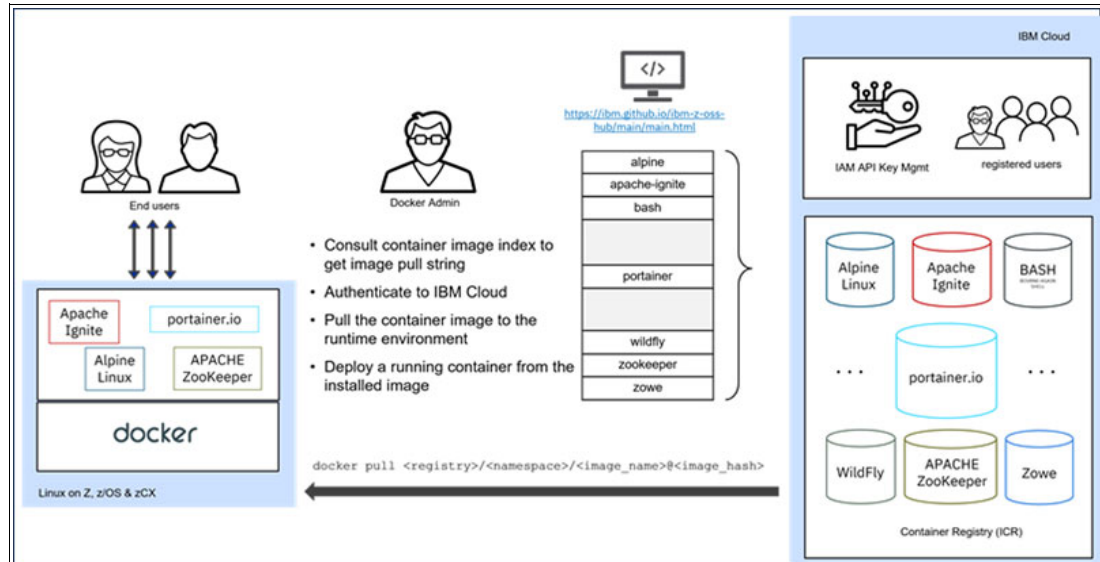 IBM Cloud
</>
https://ibm.github.io/ibm-z-oss-
hub/main/main.html
IAM API Key Mgmt
registered users
End users
Docker Admin
alpine
apache-ignite
bash
portainer
wildfly
zookeeper
zowe
• Consult container image index to
get image pull string
• Authenticate to IBM Cloud
• Pull the container image to the
runtime environment
• Deploy a running container from the
installed image
Apache
Ignite
portainer.io
Alpine
Linux
APACHE
ZooKeeper
docker
Linux on Z, z/OS & zCX
docker pull <registry>/<namespace>/<image_name>@<image_hash>
Alpine
Linux
Apache
Ignite
BASH
...
portainer.io
...
WildFly
APACHE
ZooKeeper
Zowe
Container Registry (ICR)